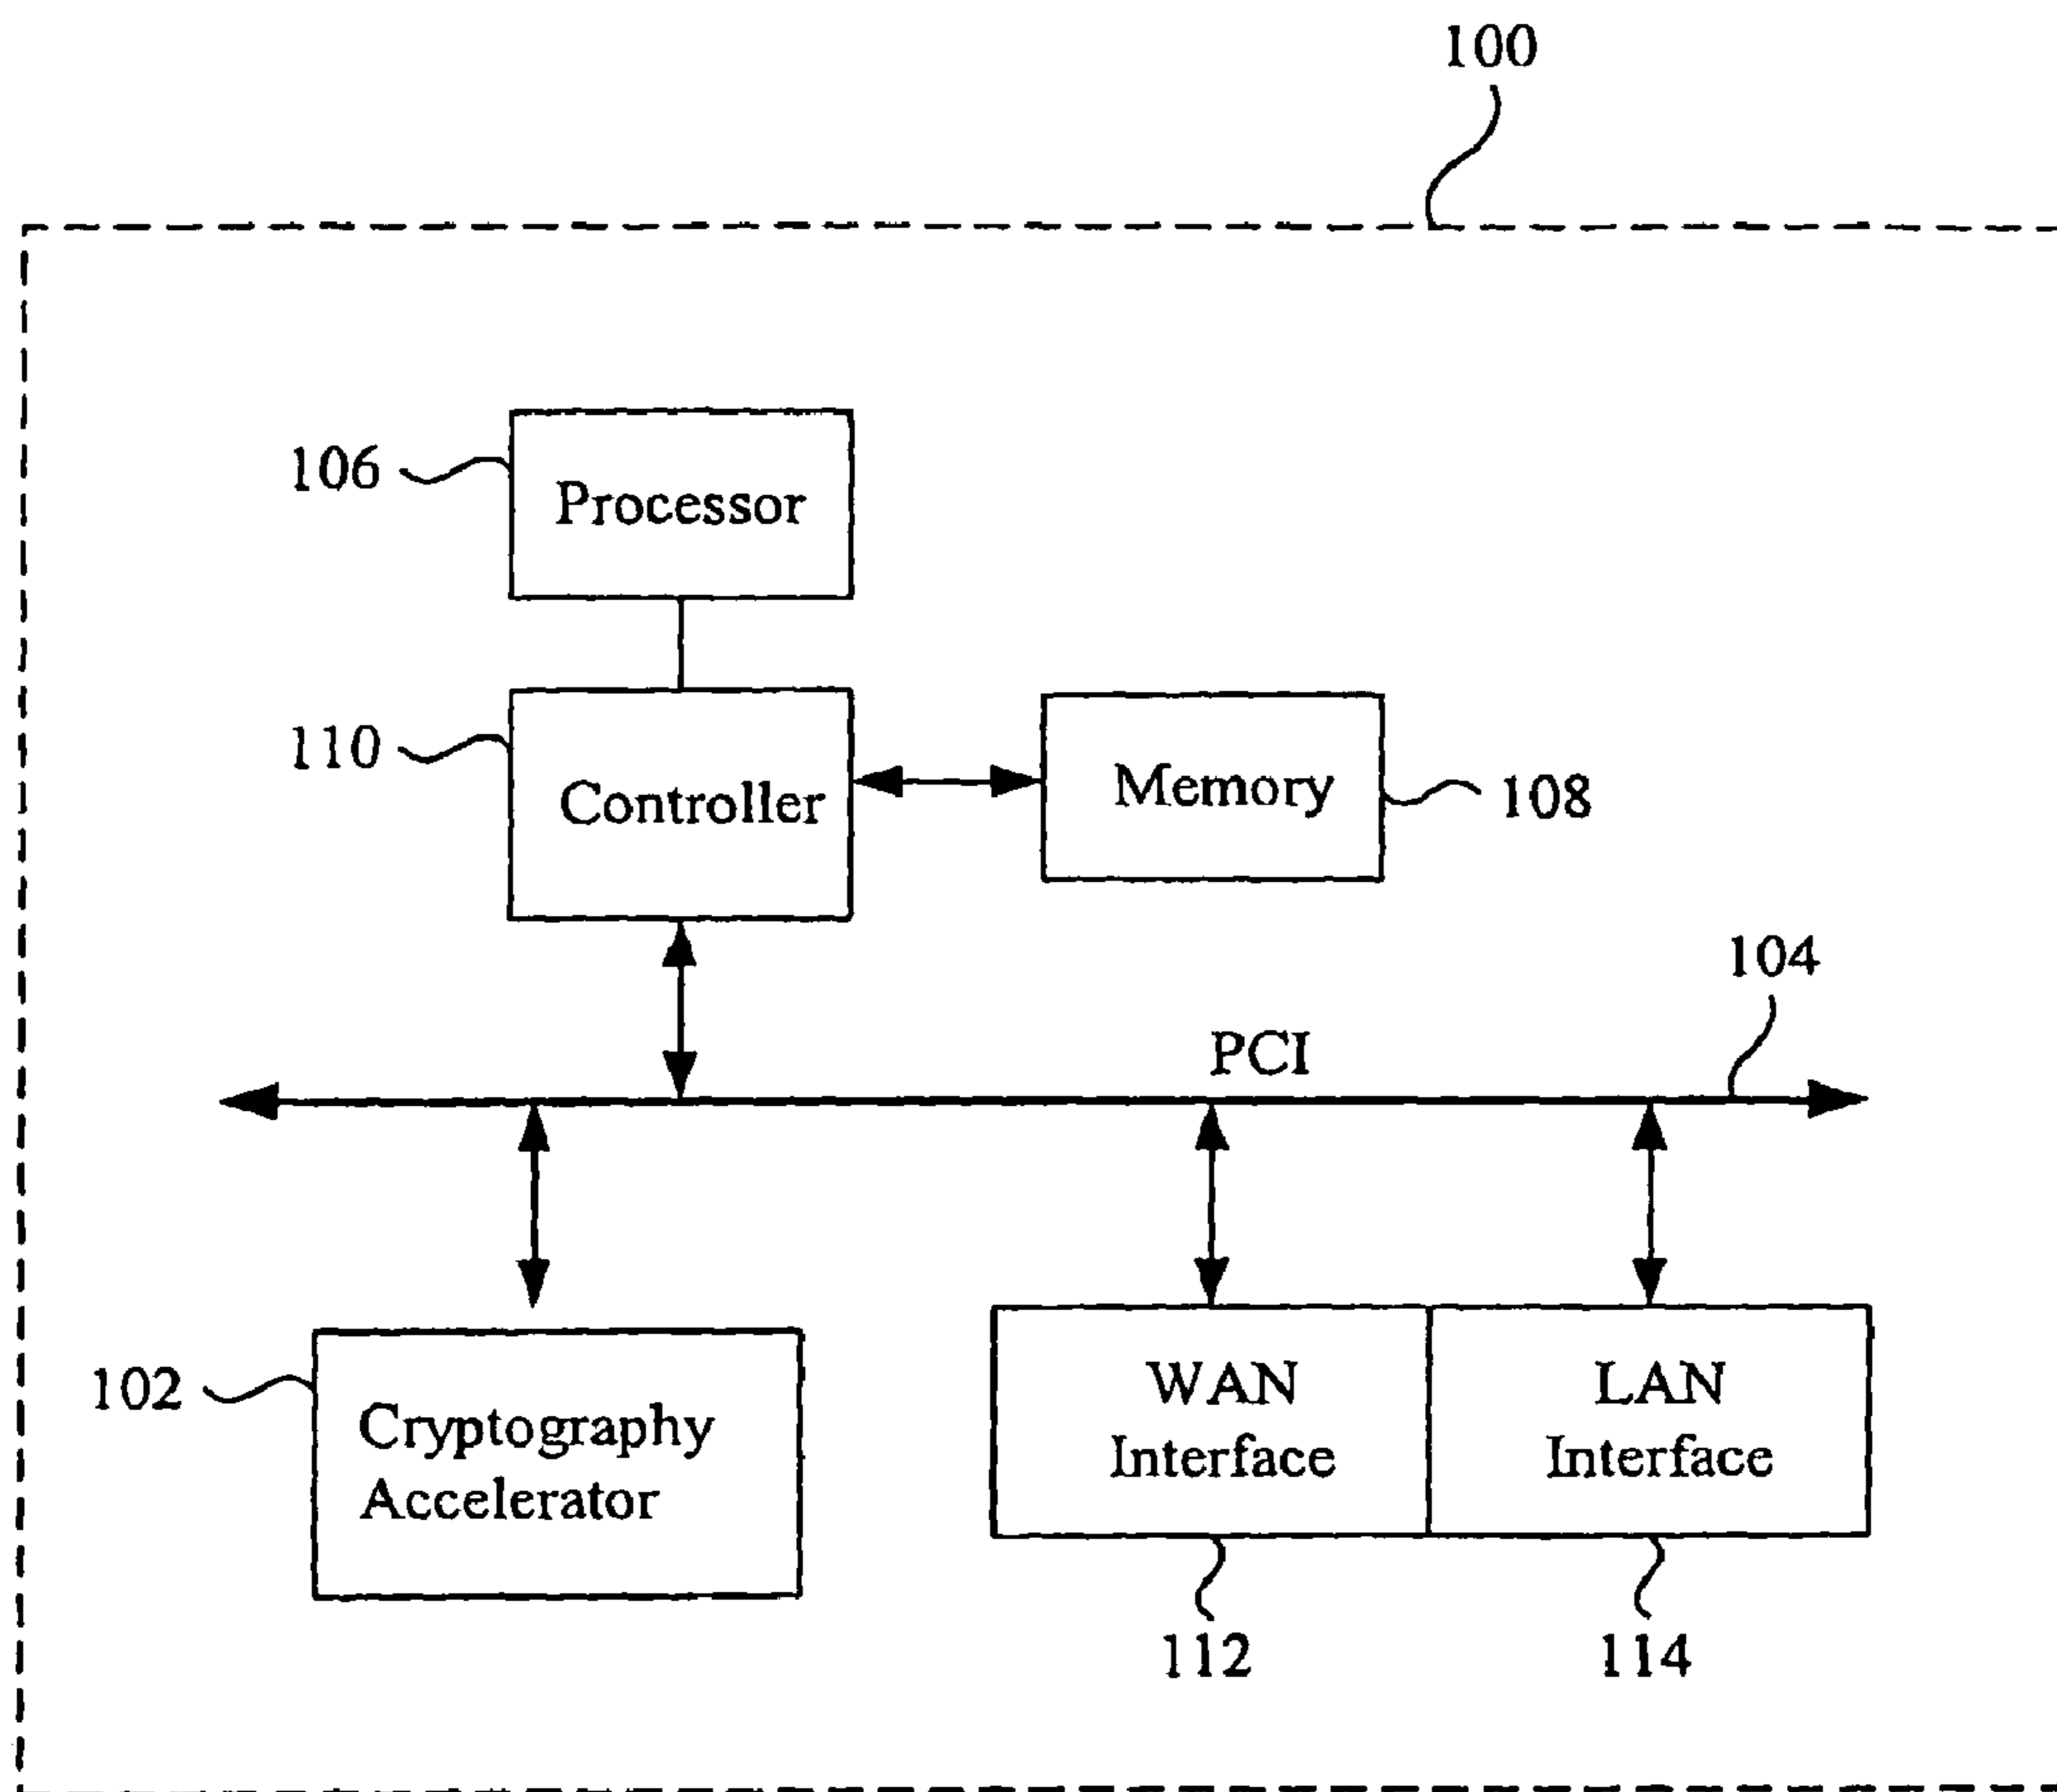 100
106
Processor
110
Controller
Memory
108
104
PCI
102
Cryptography
Accelerator
WAN
Interface
LAN
Interface
112
114